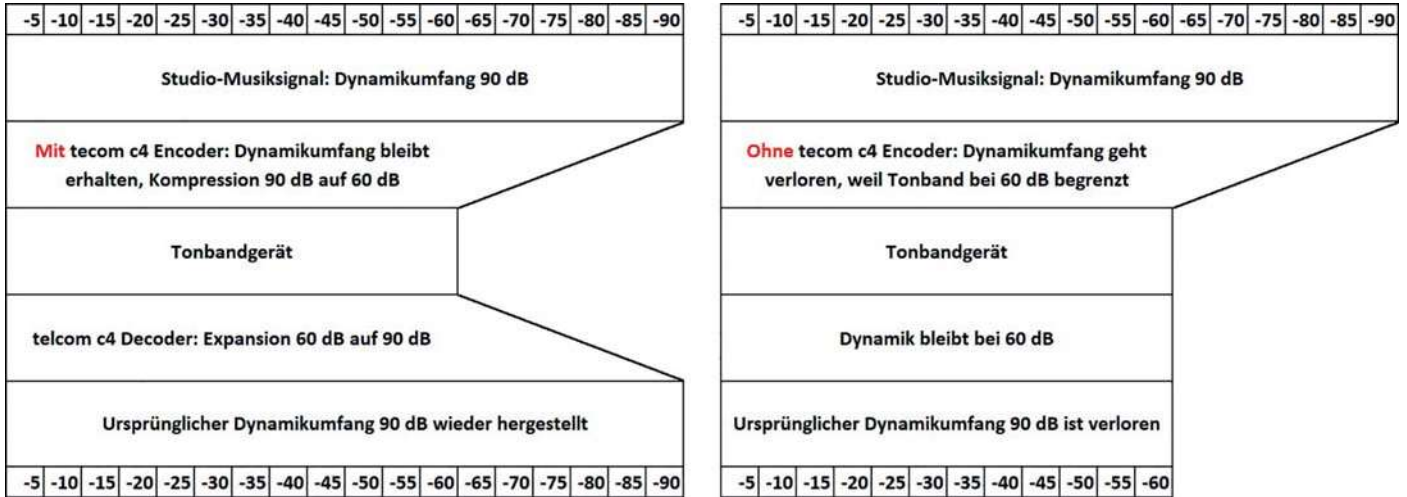 -5 -10 -15 -20 -25 -30 -35 -40 -45 -50 -55 -60 -65 -70 -75 -80 -85 -90
Studio-Musiksignal: Dynamikumfang 90 dB
Mit tecom c4 Encoder: Dynamikumfang bleibt
erhalten, Kompression 90 dB auf 60 dB
Tonbandgerät
telcom c4 Decoder: Expansion 60 dB auf 90 dB
Ursprünglicher Dynamikumfang 90 dB wieder hergestellt
-5 -10 -15 -20 -25 -30 -35 -40 -45 -50 -55 -60 -65 -70 -75 -80 -85 -90
-5 -10 -15 -20 -25 -30 -35 -40 -45 -50 -55 -60 -65 -70 -75 -80 -85 -90
Studio-Musiksignal: Dynamikumfang 90 dB
Ohne tecom c4 Encoder: Dynamikumfang geht
verloren, weil Tonband bei 60 dB begrenzt
Tonbandgerät
Dynamik bleibt bei 60 dB
Ursprünglicher Dynamikumfang 90 dB ist verloren
-5 -10 -15 -20 -25 -30 -35 -40 -45 -50 -55 -60